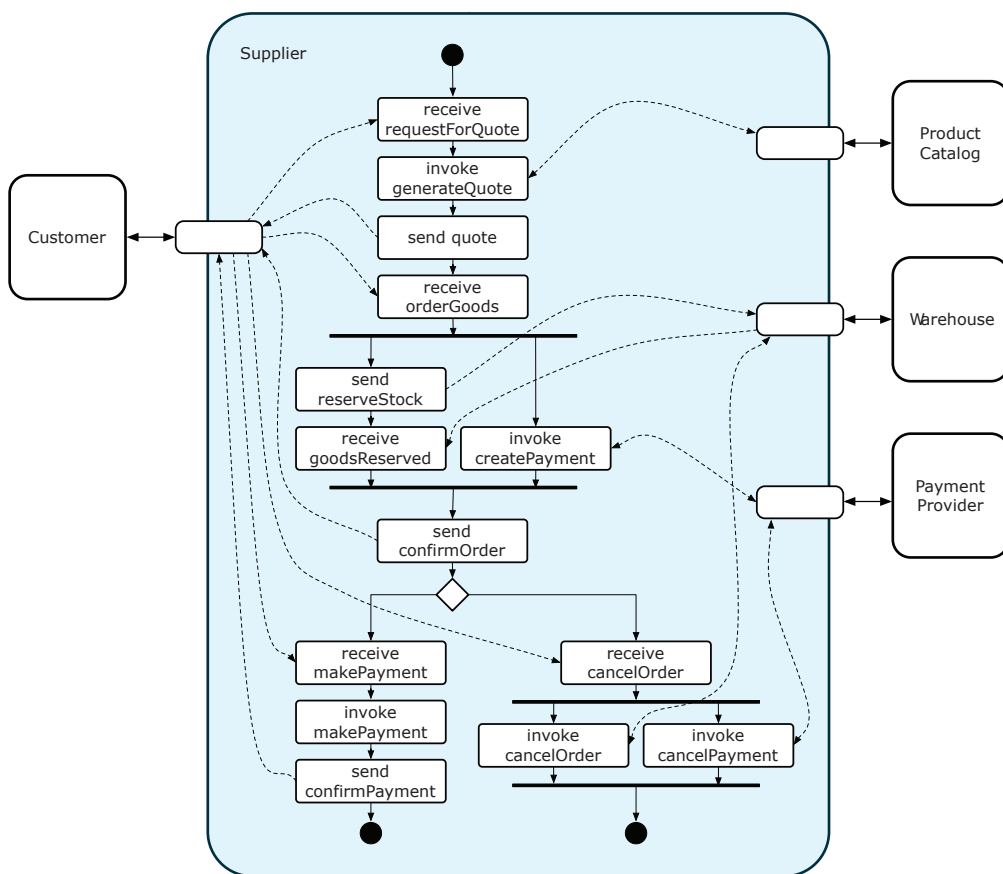 Supplier
receive
requestForQuote
Product
Catalog
invoke
generateQuote
Customer
send quote
receive
orderGoods
Warehouse
send
reserveStock
receive
goodsReserved
invoke
createPayment
Payment
Provider
send
confirmOrder
receive
makePayment
receive
cancelOrder
invoke
makePayment
invoke
cancelOrder
invoke
cancelPayment
send
confirmPayment